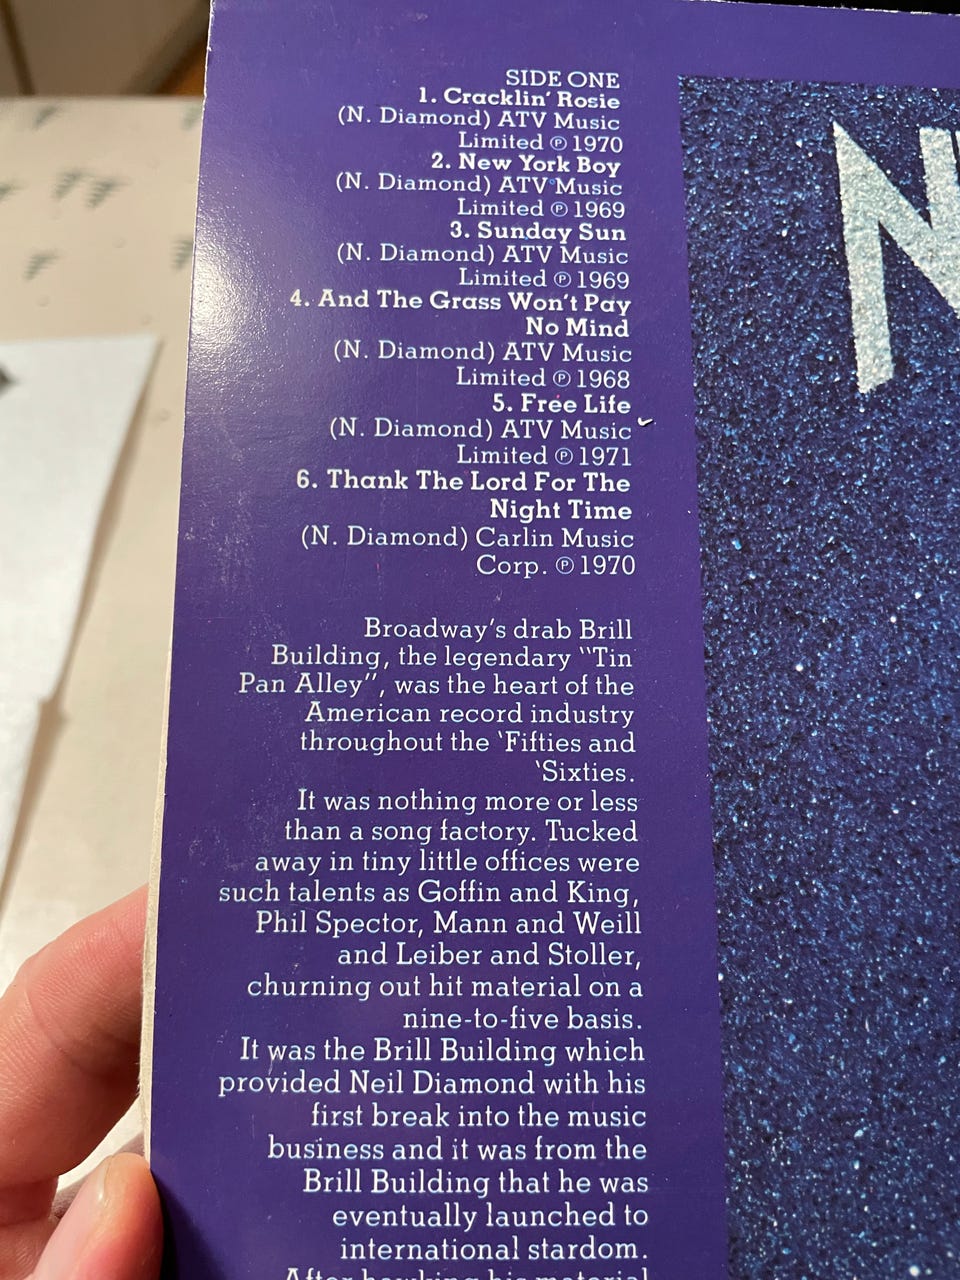 SIDE ONE
1. Cracklin' Rosie
(N. Diamond) ATV Music
Limited ℗ 1970
2. New York Boy
(N. Diamond) ATV Music
Limited ℗ 1969
3. Sunday Sun
(N. Diamond) ATV Music
Limited ℗ 1969
4. And The Grass Won't Pay
No Mind
(N. Diamond) ATV Music
Limited ℗ 1968
5. Free Life
(N. Diamond) ATV Music
Limited ℗ 1971
6. Thank The Lord For The
Night Time
(N. Diamond) Carlin Music
Corp. ℗ 1970
Broadway's drab Brill
Building, the legendary "Tin
Pan Alley", was the heart of the
American record industry
throughout the 'Fifties and
'Sixties.
It was nothing more or less
than a song factory. Tucked
away in tiny little offices were
such talents as Goffin and King,
Phil Spector, Mann and Weill
and Leiber and Stoller,
churning out hit material on a
nine-to-five basis.
It was the Brill Building which
provided Neil Diamond with his
first break into the music
business and it was from the
Brill Building that he was
eventually launched to
international stardom.
After hawking his material